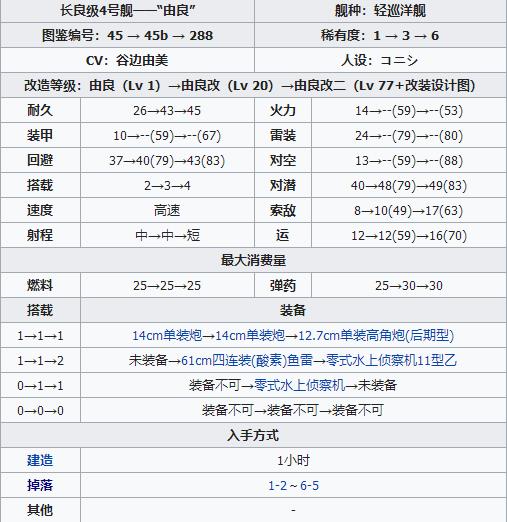 长良级4号舰——“由良” 舰种：轻巡洋舰
图鉴编号：45 → 45b → 288 稀有度：1 → 3 → 6
CV：谷边由美 人设：コニシ
改造等级：由良（Lv 1）→由良改（Lv 20）→由良改二（Lv 77+改装设计图)
耐久 26→43→45 火力 14→--(59)→--(53)
装甲 10→--(59)→--(67) 雷装 24→--(79)→--(80)
回避 37→40(79)→43(83) 对空 13→--(59)→--(88)
搭载 2→3→4 对潜 40→48(79)→49(83)
速度 高速 索敌 8→10(49)→17(63)
射程 中→中→短 运 12→12(59)→16(70)
最大消费量
燃料 25→25→25 弹药 25→30→30
搭载 装备
1→1→1 14cm单装炮→14cm单装炮→12.7cm单装高角炮(后期型)
1→1→2 未装备→61cm四连装(酸素)鱼雷→零式水上侦察机11型乙
0→1→1 装备不可→零式水上侦察机→未装备
0→0→0 装备不可→装备不可→装备不可
入手方式
建造 1小时
掉落 1-2～6-5
其他 -